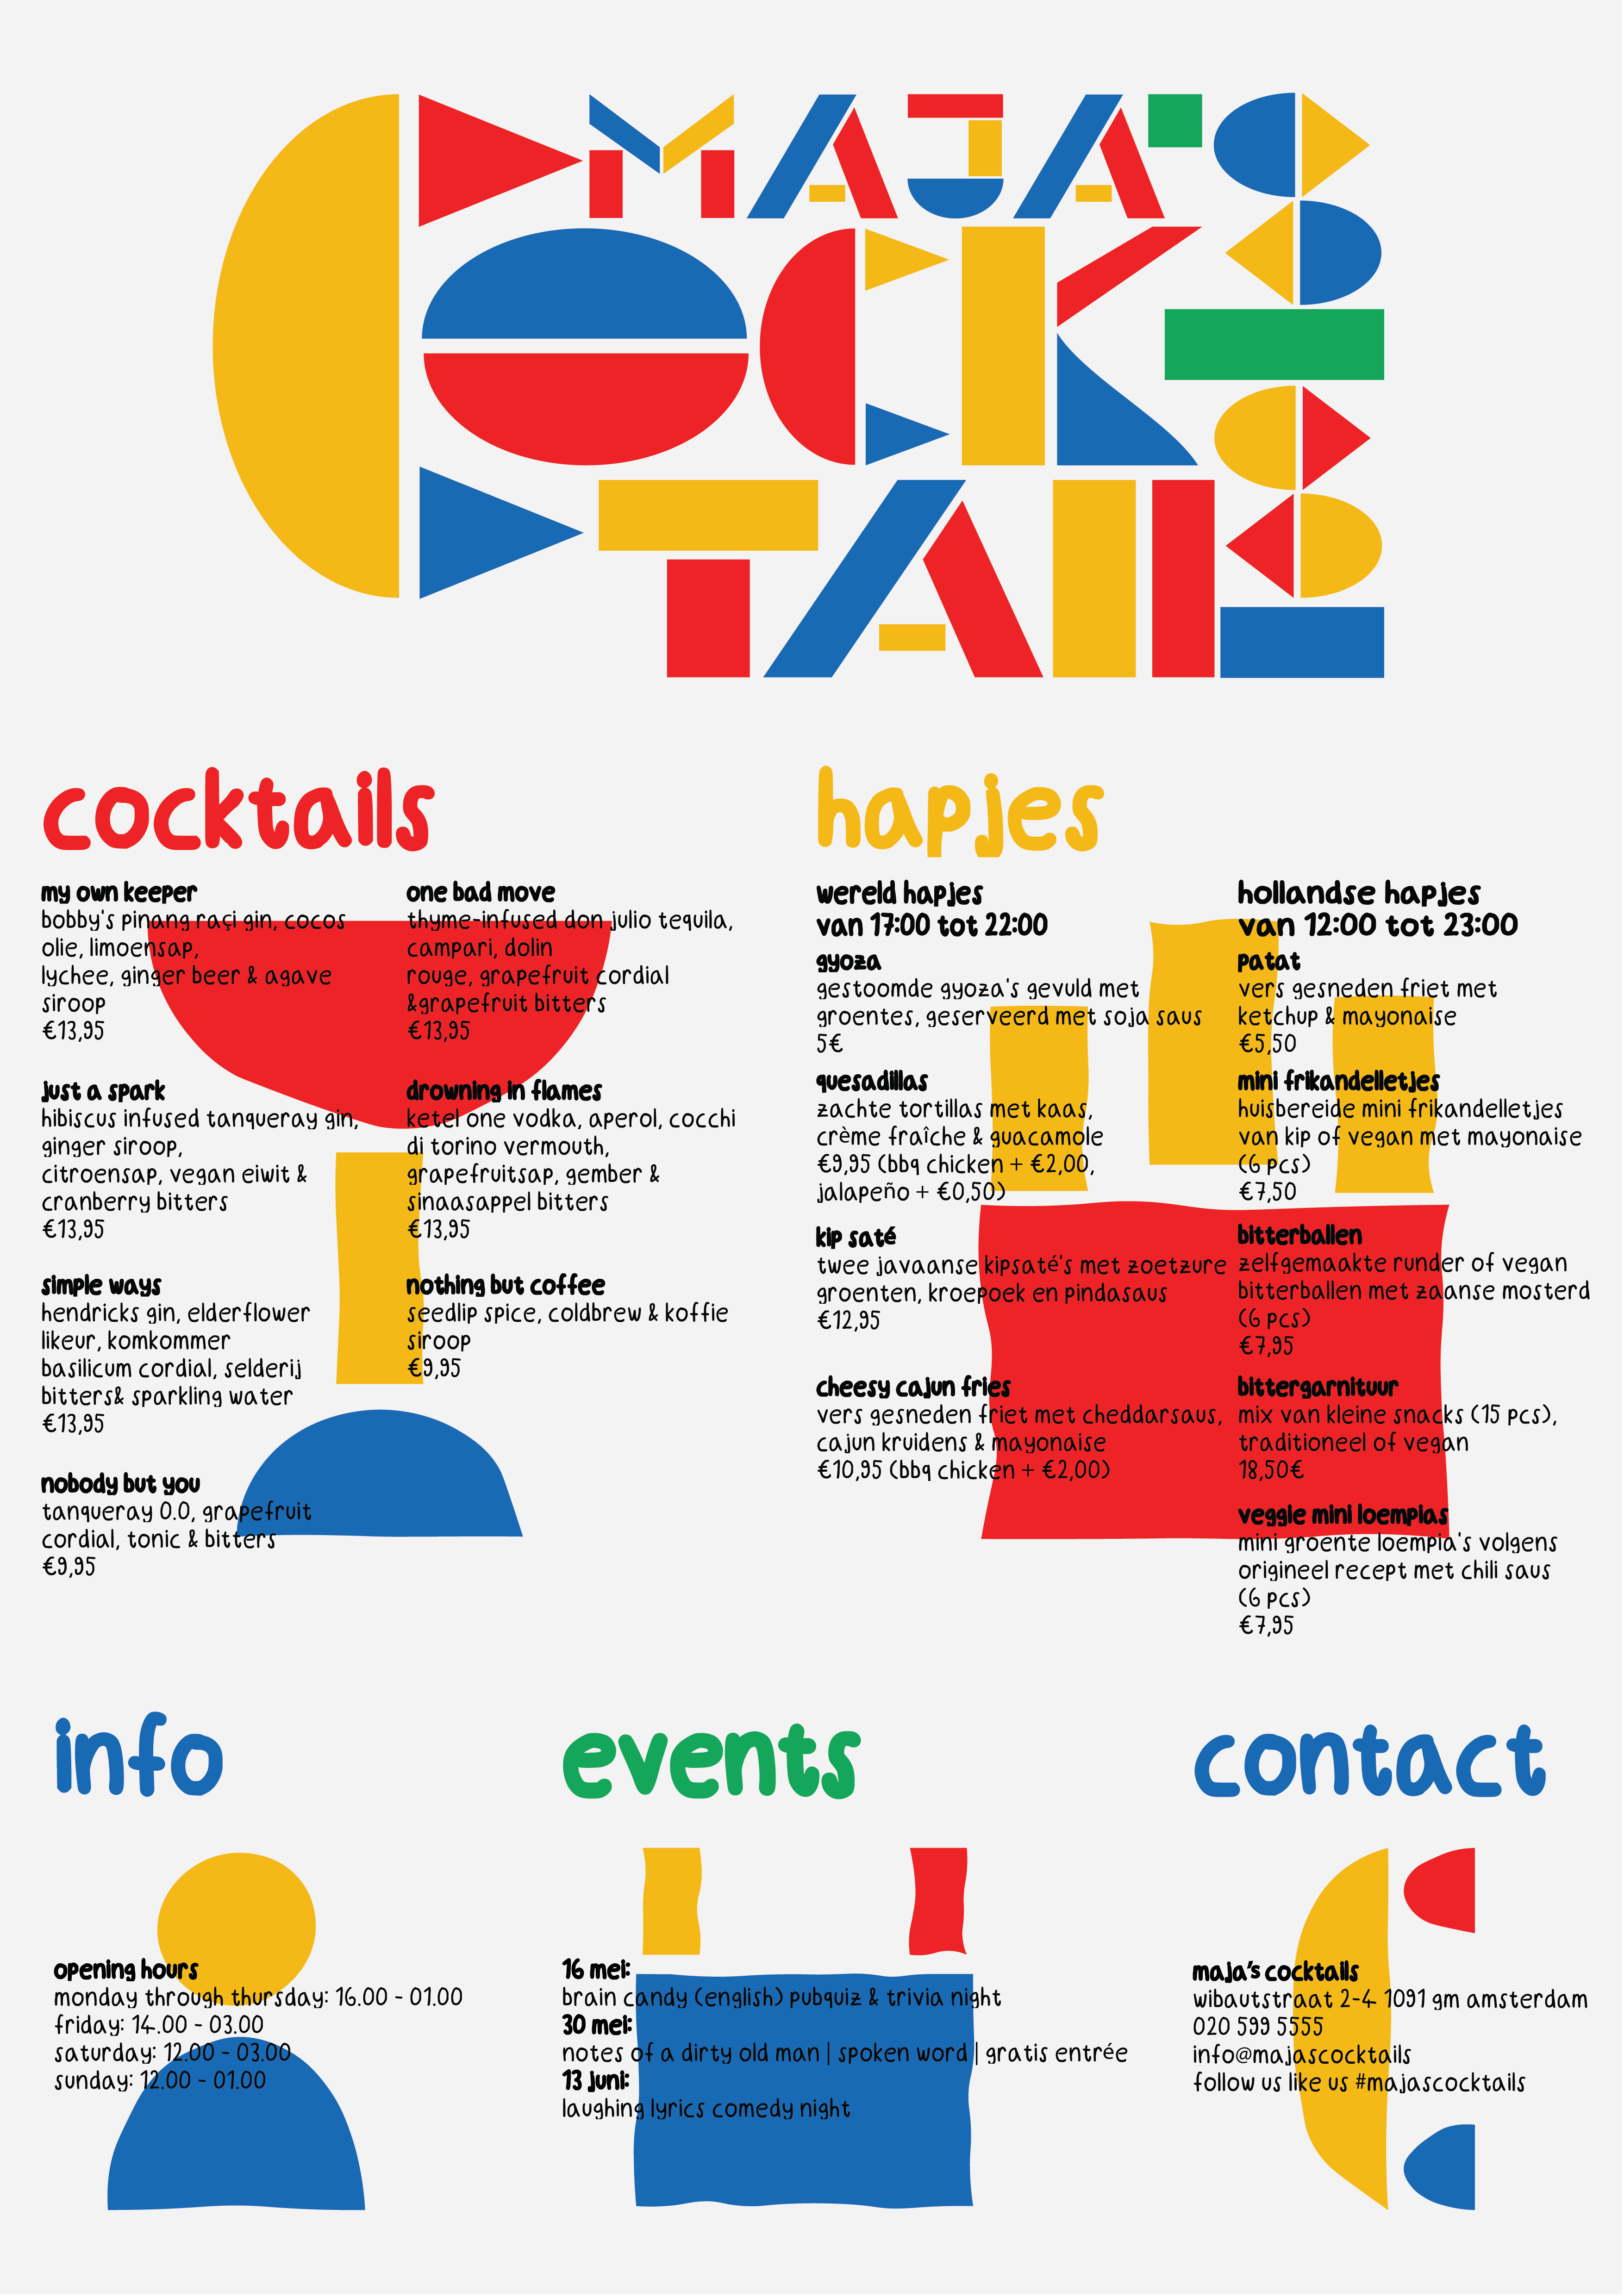 MAJA'S
COCK
TAILS
&
cocktails
my own keeper
bobby's pinang raçi gin, cocos
olie, limoensap,
lychee, ginger beer & agave
siroop
€13,95
just a spark
hibiscus infused tanqueray gin,
ginger siroop,
citroensap, vegan eiwit &
cranberry bitters
€13,95
simple ways
hendricks gin, elderflower
likeur, komkommer
basilicum cordial, selderij
bitters& sparkling water
€13,95
nobody but you
tanqueray 0.0, grapefruit
cordial, tonic & bitters
€9,95
one bad move
thyme-infused don julio tequila,
campari, dolin
rouge, grapefruit cordial
&grapefruit bitters
€13,95
drowning in flames
ketel one vodka, aperol, cocchi
di torino vermouth,
grapefruitsap, gember &
sinaasappel bitters
€13,95
nothing but coffee
seedlip spice, coldbrew & koffie
siroop
€9,95
hapjes
wereld hapjes
van 17:00 tot 22:00
gyoza
gestoomde gyoza's gevuld met
groentes, geserveerd met soja saus
5€
quesadillas
zachte tortillas met kaas,
crème fraîche & guacamole
€9,95 (bbq chicken + €2,00,
jalapeño + €0,50)
kip saté
twee javaanse kipsaté's met zoetzure
groenten, kroepoek en pindasaus
€12,95
cheesy cajun fries
vers gesneden friet met cheddarsaus,
cajun kruidens & mayonaise
€10,95 (bbq chicken + €2,00)
hollandse hapjes
van 12:00 tot 23:00
patat
vers gesneden friet met
ketchup & mayonaise
€5,50
mini frikandelletjes
huisbereide mini frikandelletjes
van kip of vegan met mayonaise
(6 pcs)
€7,50
bitterballen
zelfgemaakte runder of vegan
bitterballen met zaanse mosterd
(6 pcs)
€7,95
bittergarnituur
mix van kleine snacks (15 pcs),
traditioneel of vegan
18,50€
veggie mini loempias
mini groente loempia's volgens
origineel recept met chili saus
(6 pcs)
€7,95
info
opening hours
monday through thursday: 16.00 - 01.00
friday: 14.00 - 03.00
saturday: 12.00 - 03.00
sunday: 12.00 - 01.00
events
16 mei:
brain candy (english) pubquiz & trivia night
30 mei:
notes of a dirty old man | spoken word | gratis entrée
13 juni:
laughing lyrics comedy night
contact
maja's cocktails
wibautstraat 2-4 1091 gm amsterdam
020 599 5555
info@majascocktails
follow us like us #majascocktails